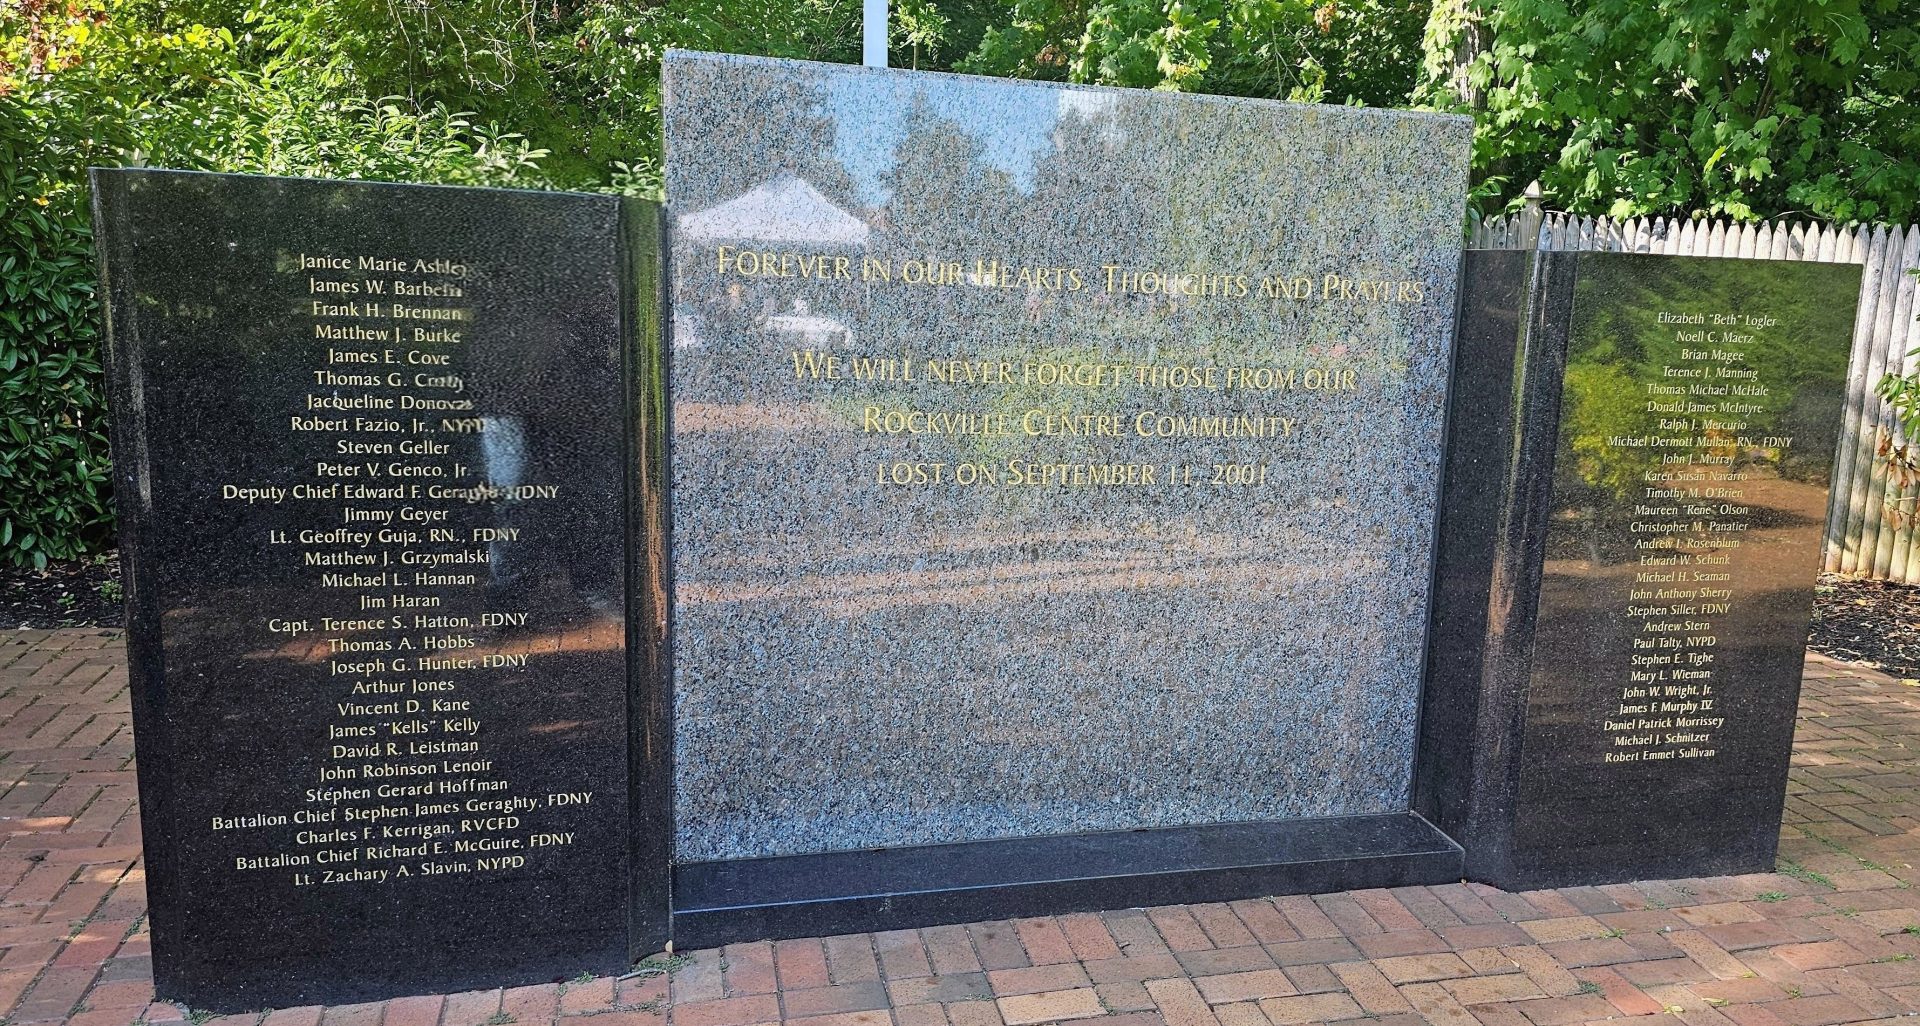 Janice Marie Ashley
James W. Barbella
Frank H. Brennan
Matthew J. Burke
James E. Cove
Thomas G. Crotty
Jacqueline Donovan
Robert Fazio, Jr., NYPD
Steven Geller
Peter V. Genco, Jr.
Deputy Chief Edward F. Geraghty, FDNY
Jimmy Geyer
Lt. Geoffrey Guja, RN., FDNY
Matthew J. Grzymalski
Michael L. Hannan
Jim Haran
Capt. Terence S. Hatton, FDNY
Thomas A. Hobbs
Joseph G. Hunter, FDNY
Arthur Jones
Vincent D. Kane
James "Kells" Kelly
David R. Leistman
John Robinson Lenoir
Stephen Gerard Hoffman
Battalion Chief Stephen James Geraghty, FDNY
Charles F. Kerrigan, RVCFD
Battalion Chief Richard E. McGuire, FDNY
Lt. Zachary A. Slavin, NYPD
Forever in our Hearts, Thoughts and Prayers
We will never forget those from our
Rockville Centre Community
lost on September 11, 2001.
Elizabeth "Beth" Logler
Noell C. Maerz
Brian Magee
Terence J. Manning
Thomas Michael McHale
Donald James McIntyre
Ralph J. Mercurio
Michael Dermott Mullan, RN., FDNY
John J. Murray
Karen Susan Navarro
Timothy M. O'Brien
Maureen "Rene" Olson
Christopher M. Panatier
Andrew I. Rosenblum
Edward W. Schunk
Michael H. Seaman
John Anthony Sherry
Stephen Siller, FDNY
Andrew Stern
Paul Talty, NYPD
Stephen E. Tighe
Mary L. Wieman
John W. Wright, Jr.
James F. Murphy IV
Daniel Patrick Morrissey
Michael J. Schnitzer
Robert Emmet Sullivan